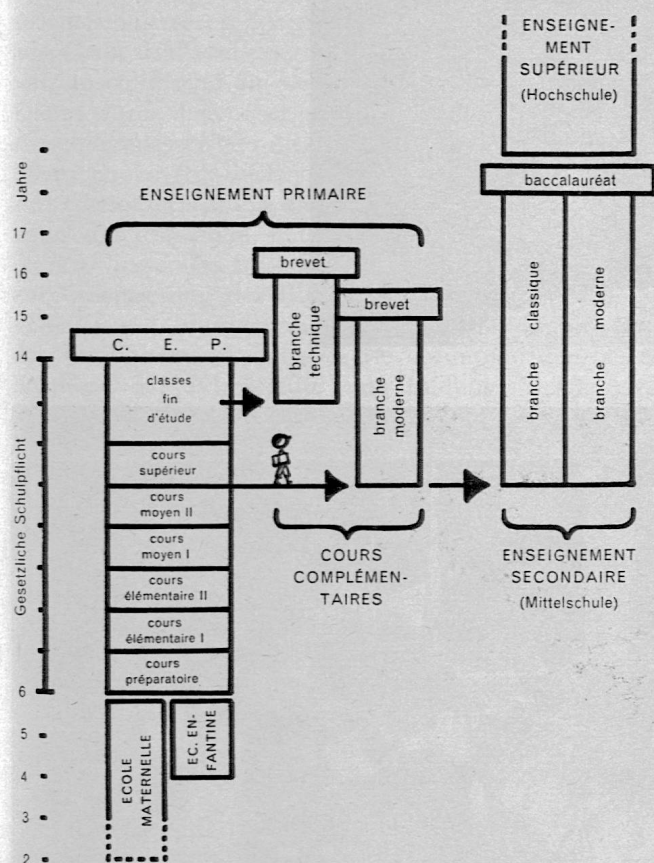 ENSEIGNE-
MENT
SUPÉRIEUR
(Hochschule)
baccalauréat
branche classique
branche moderne
ENSEIGNEMENT
SECONDAIRE
(Mittelschule)
ENSEIGNEMENT PRIMAIRE
brevet
branche
technique
brevet
branche
moderne
COURS
COMPLÉMEN-
TAIRES
C. E. P.
classes
fin
d'étude
cours
supérieur
cours
moyen II
cours
moyen I
cours
élémentaire II
cours
élémentaire I
cours
préparatoire
ECOLE
MATERNELLE
EC. EN-
FANTINE
Jahre
17
16
15
14
Gesetzliche Schulpflicht
6
5
4
3
2